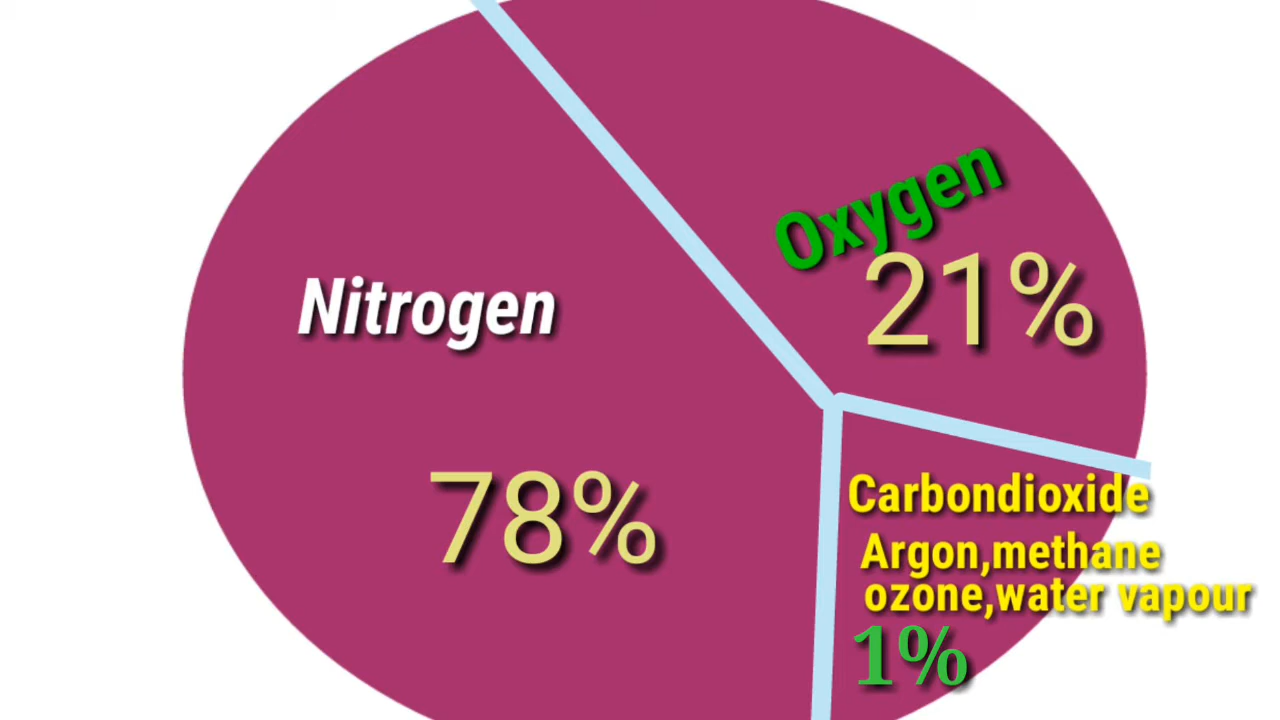 Nitrogen
78%
Oxygen
21%
Carbondioxide
Argon,methane
ozone,water vapour
1%